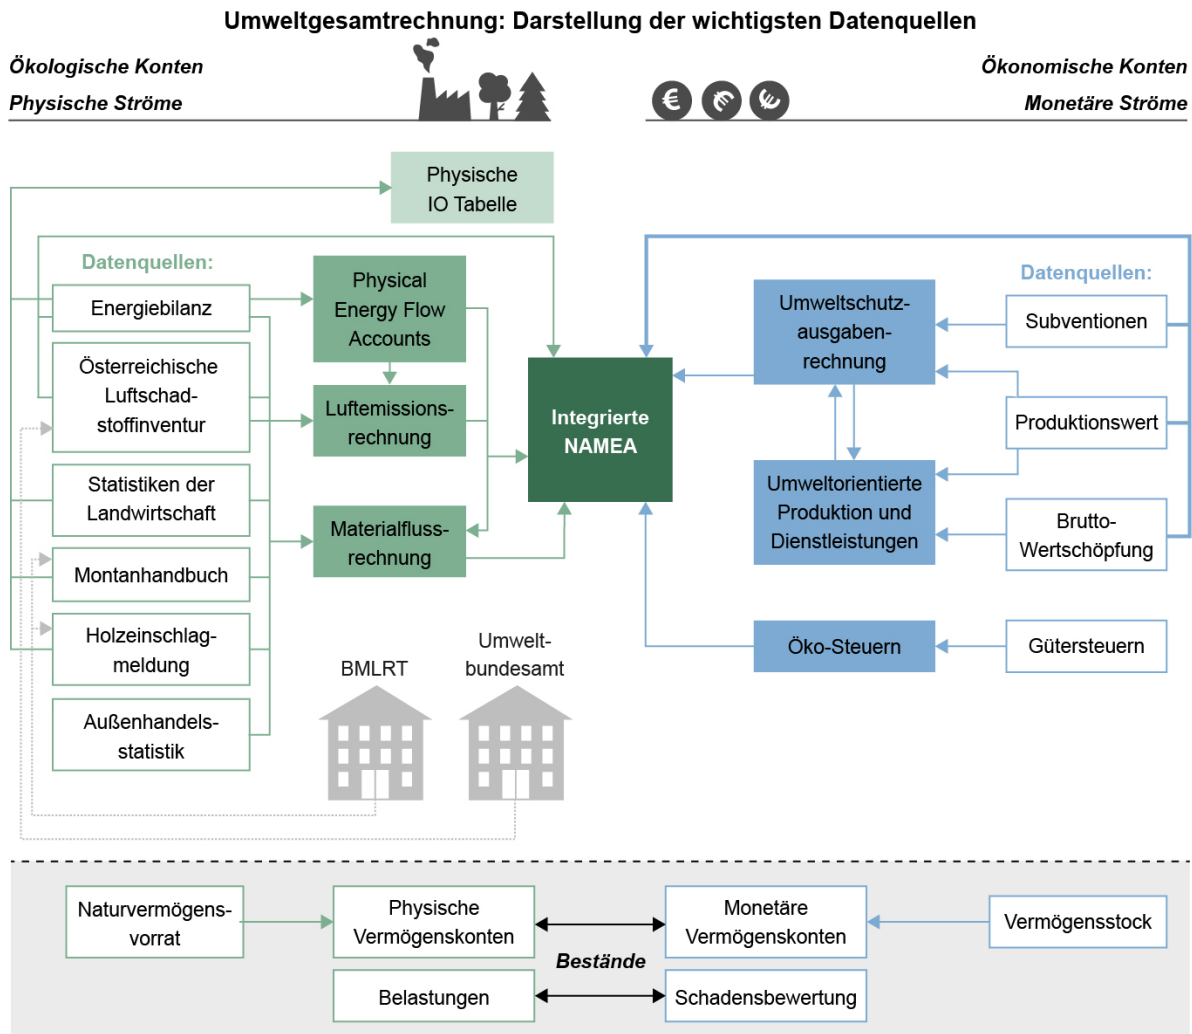 Umweltgesamtrechnung: Darstellung der wichtigsten Datenquellen
Ökologische Konten
Physische Ströme
Ökonomische Konten
Monetäre Ströme
Physische
IO Tabelle
Datenquellen:
Energiebilanz
Österreichische
Luftschad-
stoffinventur
Statistiken der
Landwirtschaft
Montanhandbuch
Holzeinschlag-
meldung
Außenhandels-
statistik
Physical
Energy Flow
Accounts
Luftemissions-
rechnung
Materialfluss-
rechnung
BMLRT
Umwelt-
bundesamt
Integrierte
NAMEA
Umweltschutz-
ausgaben-
rechnung
Umweltorientierte
Produktion und
Dienstleistungen
Öko-Steuern
Datenquellen:
Subventionen
Produktionswert
Brutto-
Wertschöpfung
Gütersteuern
Naturvermögens-
vorrat
Physische
Vermögenskonten
Monetäre
Vermögenskonten
Vermögensstock
Bestände
Belastungen
Schadensbewertung